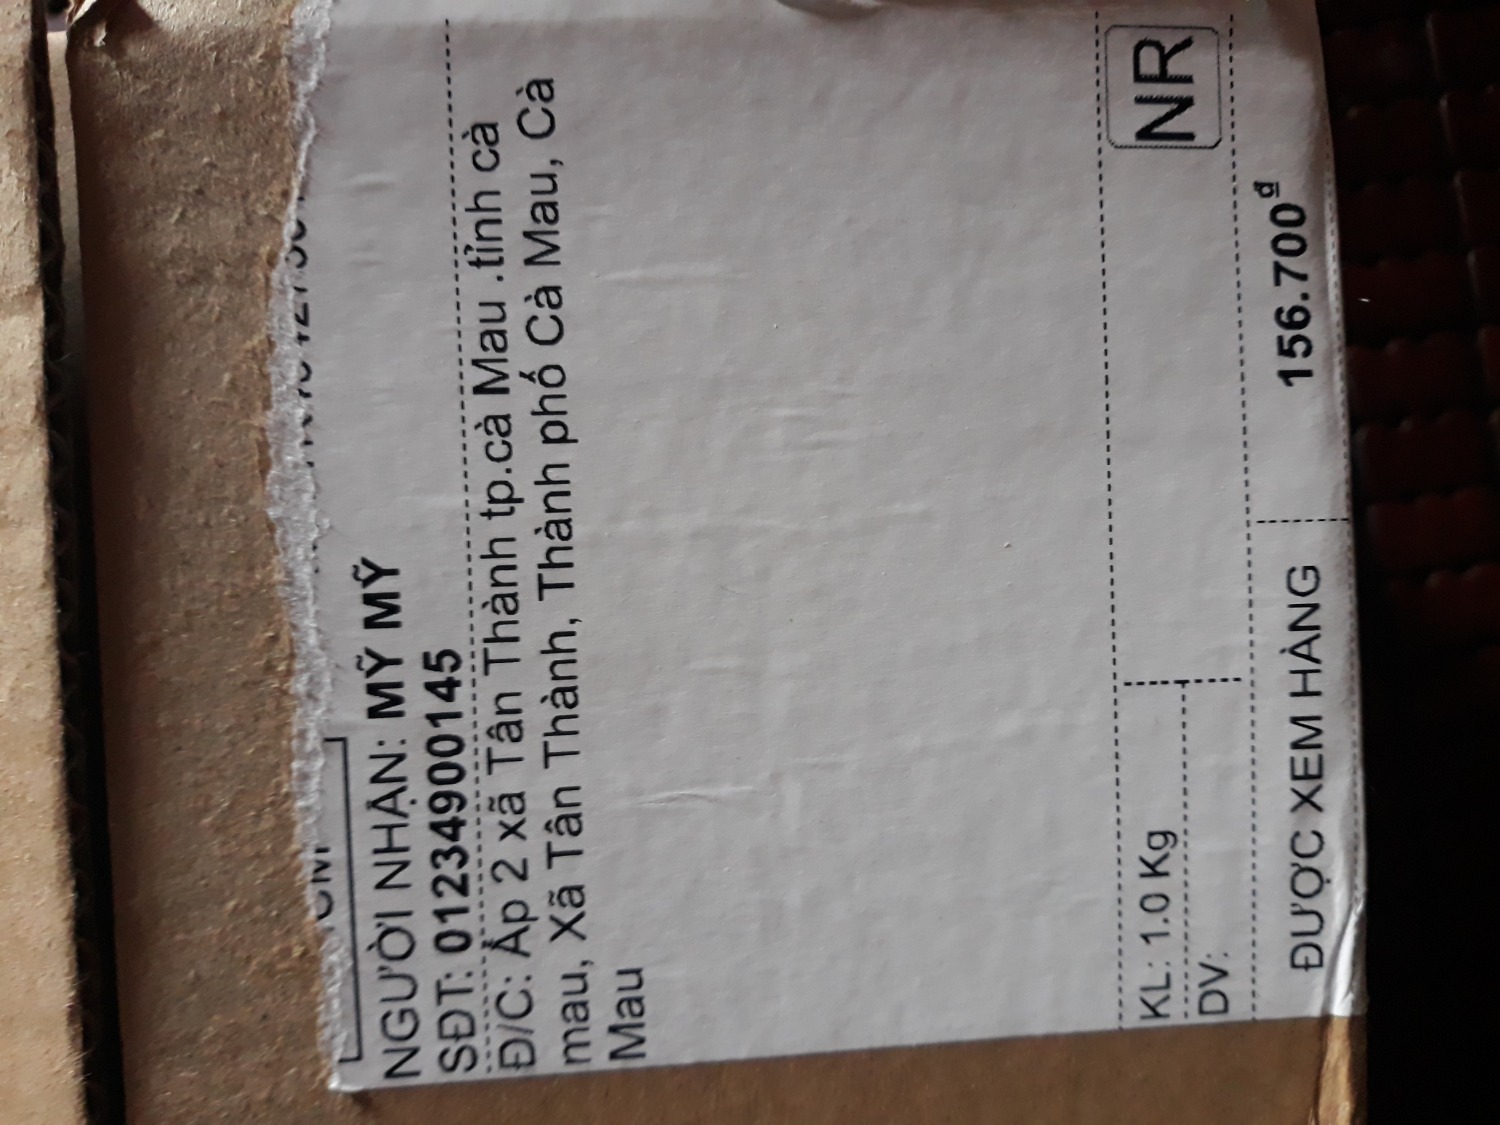 NGƯỜI NHẬN: MỸ MỸ
SĐT: 01234900145
Đ/C: Ấp 2 xã Tân Thành tp.cà Mau .tỉnh cà
mau, Xã Tân Thành, Thành phố Cà Mau, Cà
Mau
KL: 1.0 Kg
NR
DV:
ĐƯỢC XEM HÀNG 156.700đ